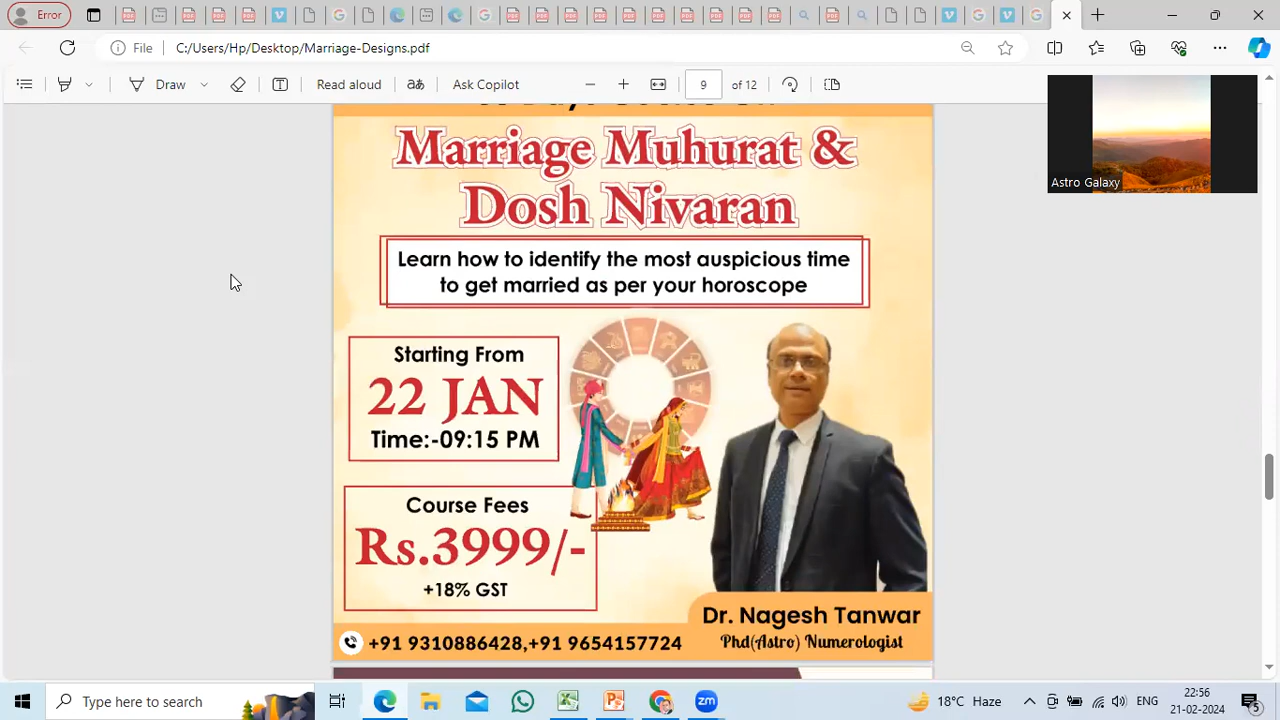 Error
File
C:/Users/Hp/Desktop/Marriage-Designs.pdf
Draw
Read aloud
Ask Copilot
9
of 12
Astro Galaxy
Marriage Muhurat &
Dosh Nivaran
Learn how to identify the most auspicious time
to get married as per your horoscope
Starting From
22 JAN
Time:-09:15 PM
Course Fees
Rs.3999/-
+18% GST
Dr. Nagesh Tanwar
Phd(Astro) Numerologist
+91 9310886428,+91 9654157724
Type here to search
18°C Haze
ENG
22:56
21-02-2024
5